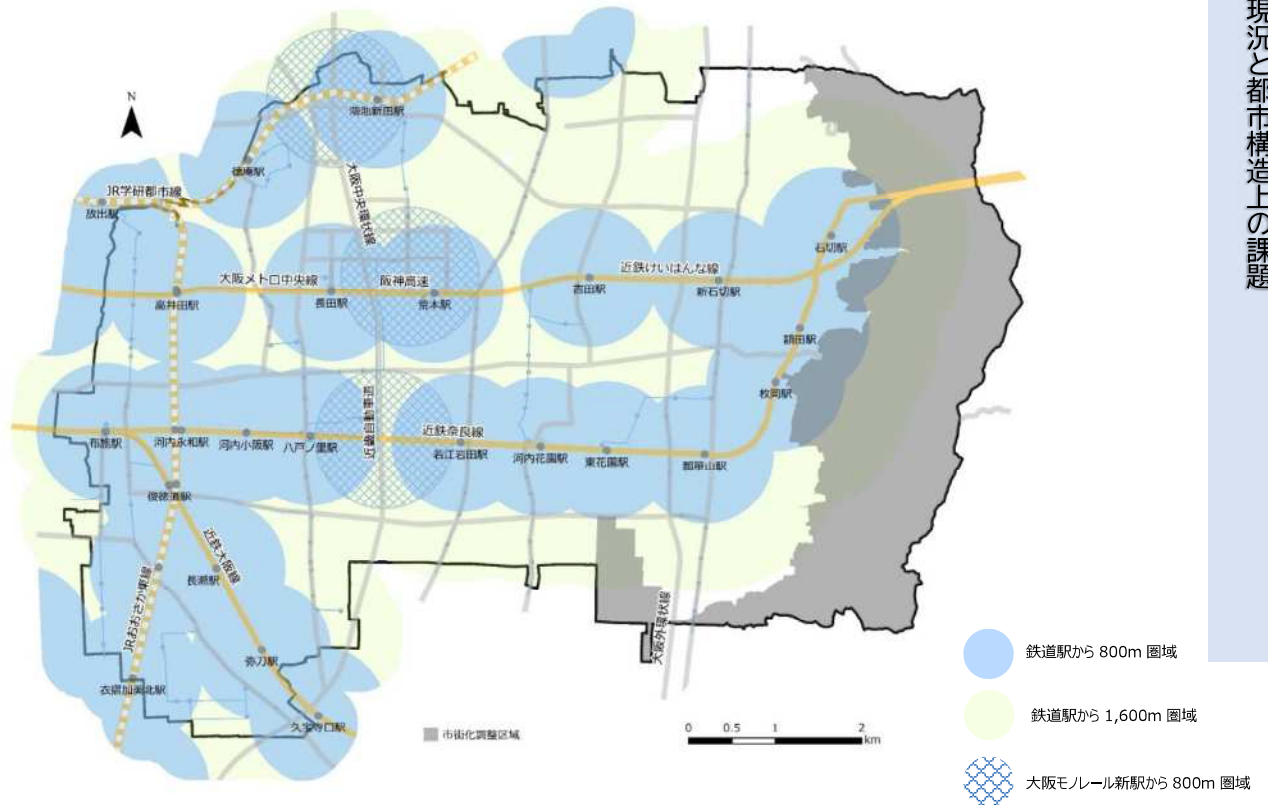 現況と都市構造上の課題
N
鴻池新田駅
徳庵駅
大阪中央環状線
JR学研都市線
放出駅
石切駅
大阪メトロ中央線
阪神高速
近鉄けいはんな線
高井田駅
長田駅
荒本駅
吉田駅
新石切駅
額田駅
枚岡駅
近畿自動車道
近鉄奈良線
布施駅
河内永和駅
河内小阪駅
八戸ノ里駅
若江岩田駅
河内花園駅
東花園駅
瓢箪山駅
俊徳道駅
近鉄大阪線
長瀬駅
JRおおさか東線
大阪外環状線
弥刀駅
衣摺加美北駅
久宝寺口駅
市街化調整区域
0 0.5 1 2
km
鉄道駅から 800m 圏域
鉄道駅から 1,600m 圏域
大阪モノレール新駅から 800m 圏域